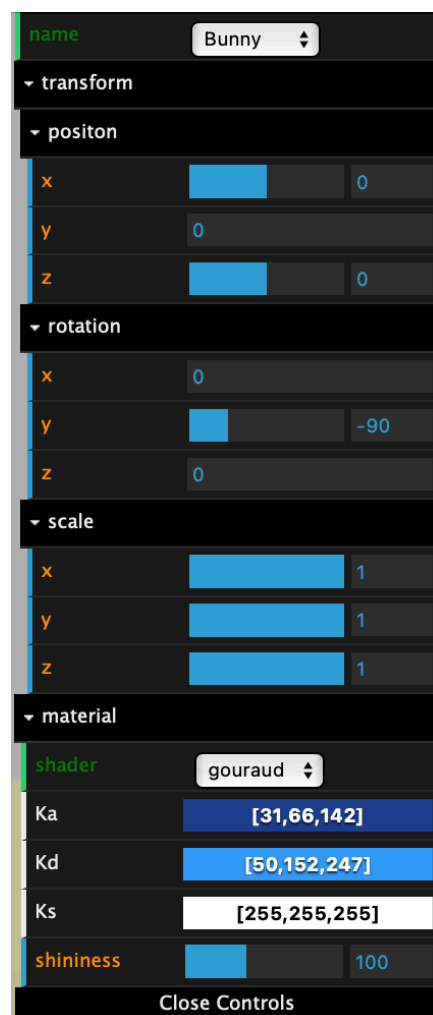 name Bunny
transform
positon
x 0
y 0
z 0
rotation
x 0
y -90
z 0
scale
x 1
y 1
z 1
material
shader gouraud
Ka [31,66,142]
Kd [50,152,247]
Ks [255,255,255]
shininess 100
Close Controls